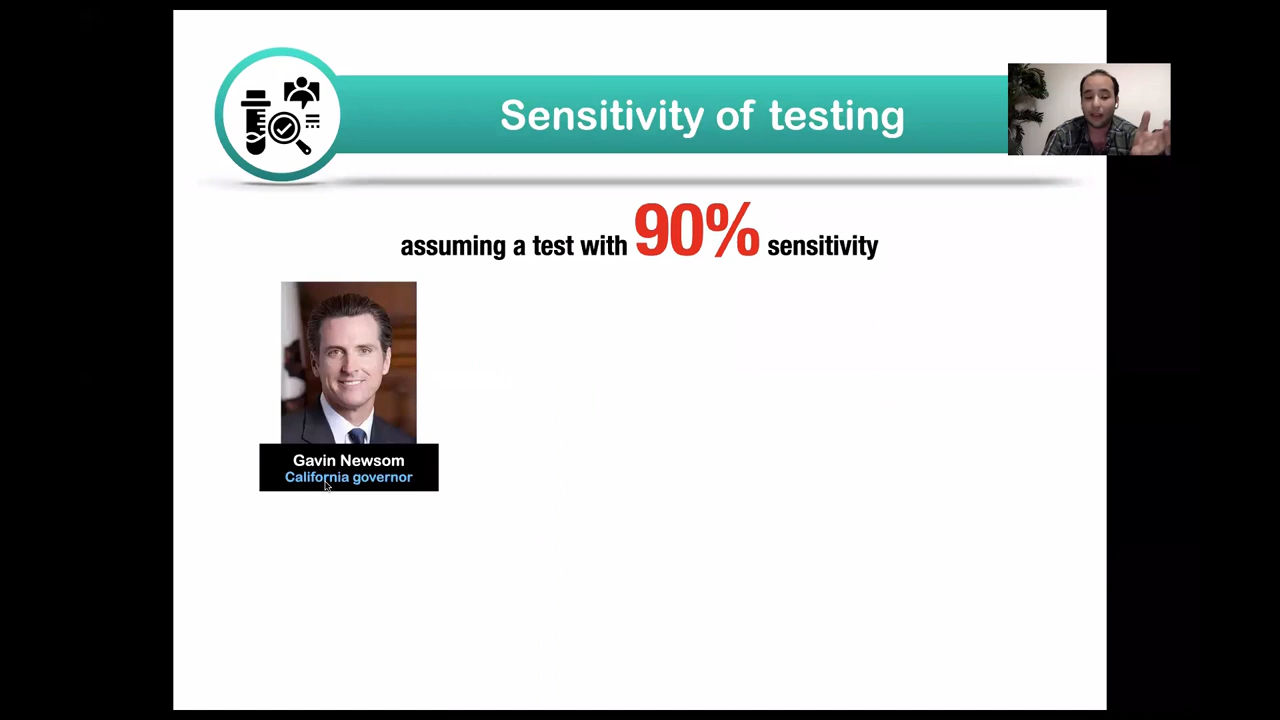 Sensitivity of testing
assuming a test with 90% sensitivity
Gavin Newsom
California governor